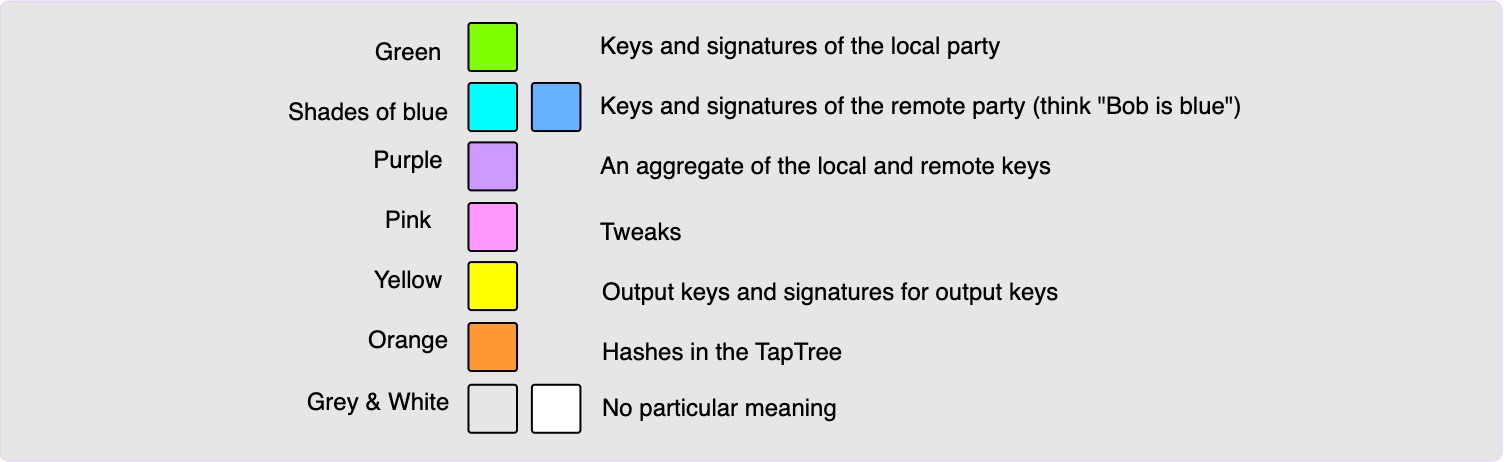 Green Keys and signatures of the local party
Shades of blue Keys and signatures of the remote party (think "Bob is blue")
Purple An aggregate of the local and remote keys
Pink Tweaks
Yellow Output keys and signatures for output keys
Orange Hashes in the TapTree
Grey & White No particular meaning